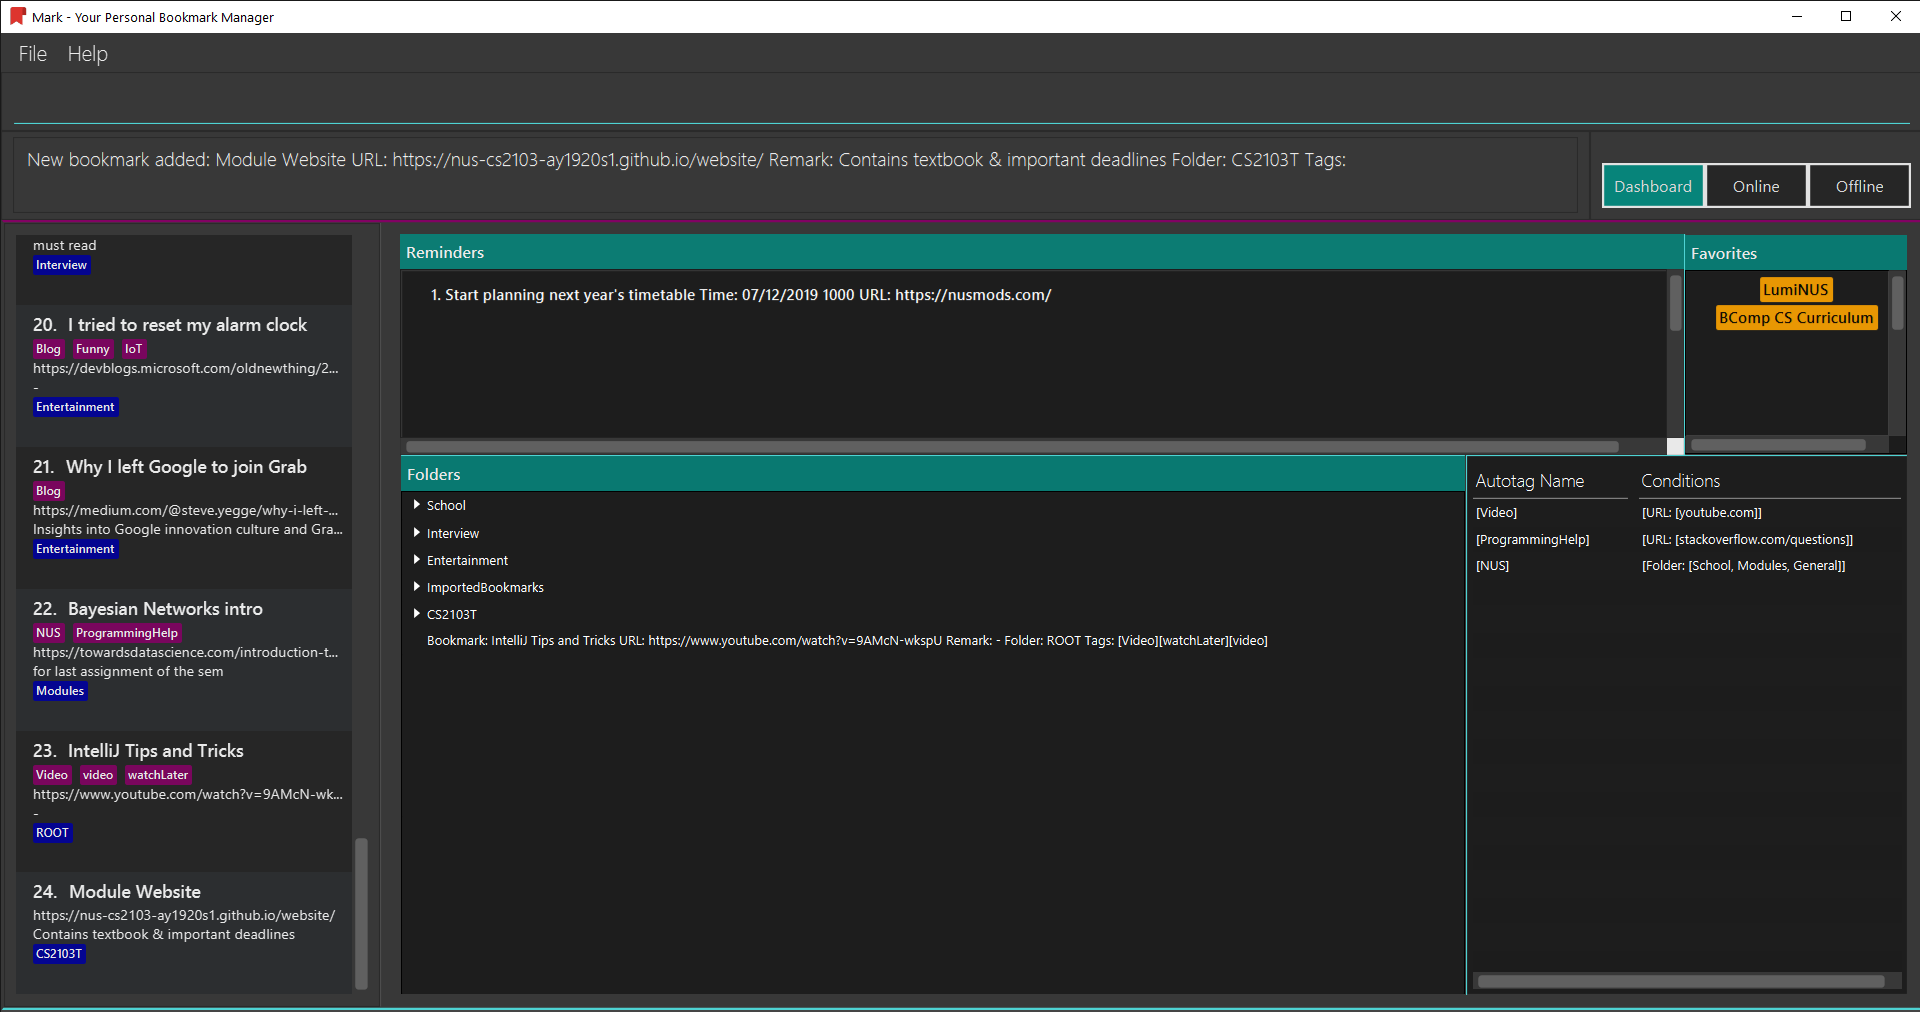 Mark - Your Personal Bookmark Manager
File Help
New bookmark added: Module Website URL: https://nus-cs2103-ay1920s1.github.io/website/ Remark: Contains textbook & important deadlines Folder: CS2103T Tags:
Dashboard Online Offline
must read
Interview
20. I tried to reset my alarm clock
Blog Funny IoT
https://devblogs.microsoft.com/oldnewthing/2...
-
Entertainment
21. Why I left Google to join Grab
Blog
https://medium.com/@steve.yegge/why-i-left-...
Insights into Google innovation culture and Gra...
Entertainment
22. Bayesian Networks intro
NUS ProgrammingHelp
https://towardsdatascience.com/introduction-t...
for last assignment of the sem
Modules
23. IntelliJ Tips and Tricks
Video video watchLater
https://www.youtube.com/watch?v=9AMcN-wk...
-
ROOT
24. Module Website
https://nus-cs2103-ay1920s1.github.io/website/
Contains textbook & important deadlines
CS2103T
Reminders
1. Start planning next year's timetable Time: 07/12/2019 1000 URL: https://nusmods.com/
Favorites
LumiNUS
BComp CS Curriculum
Folders
School
Interview
Entertainment
ImportedBookmarks
CS2103T
Bookmark: IntelliJ Tips and Tricks URL: https://www.youtube.com/watch?v=9AMcN-wkspU Remark: - Folder: ROOT Tags: [Video][watchLater][video]
Autotag Name Conditions
[Video] [URL: [youtube.com]]
[ProgrammingHelp] [URL: [stackoverflow.com/questions]]
[NUS] [Folder: [School, Modules, General]]